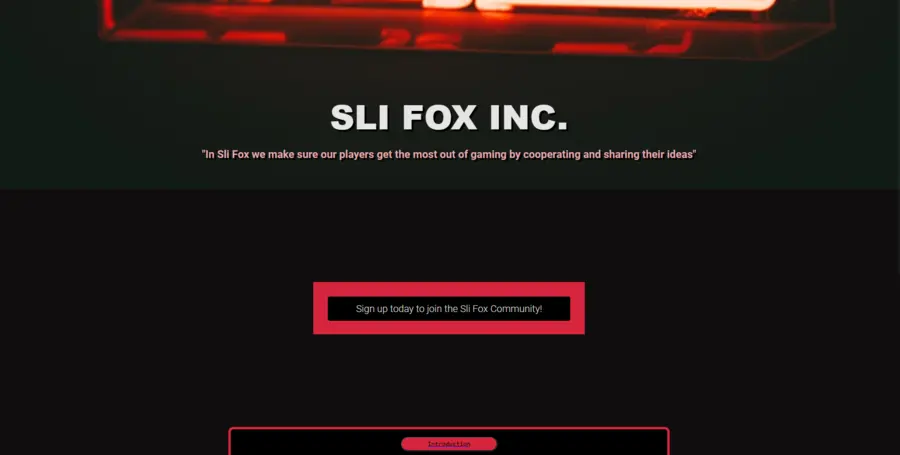 SLI FOX INC.
"In Sli Fox we make sure our players get the most out of gaming by cooperating and sharing their ideas"
Sign up today to join the Sli Fox Community!
Introduction